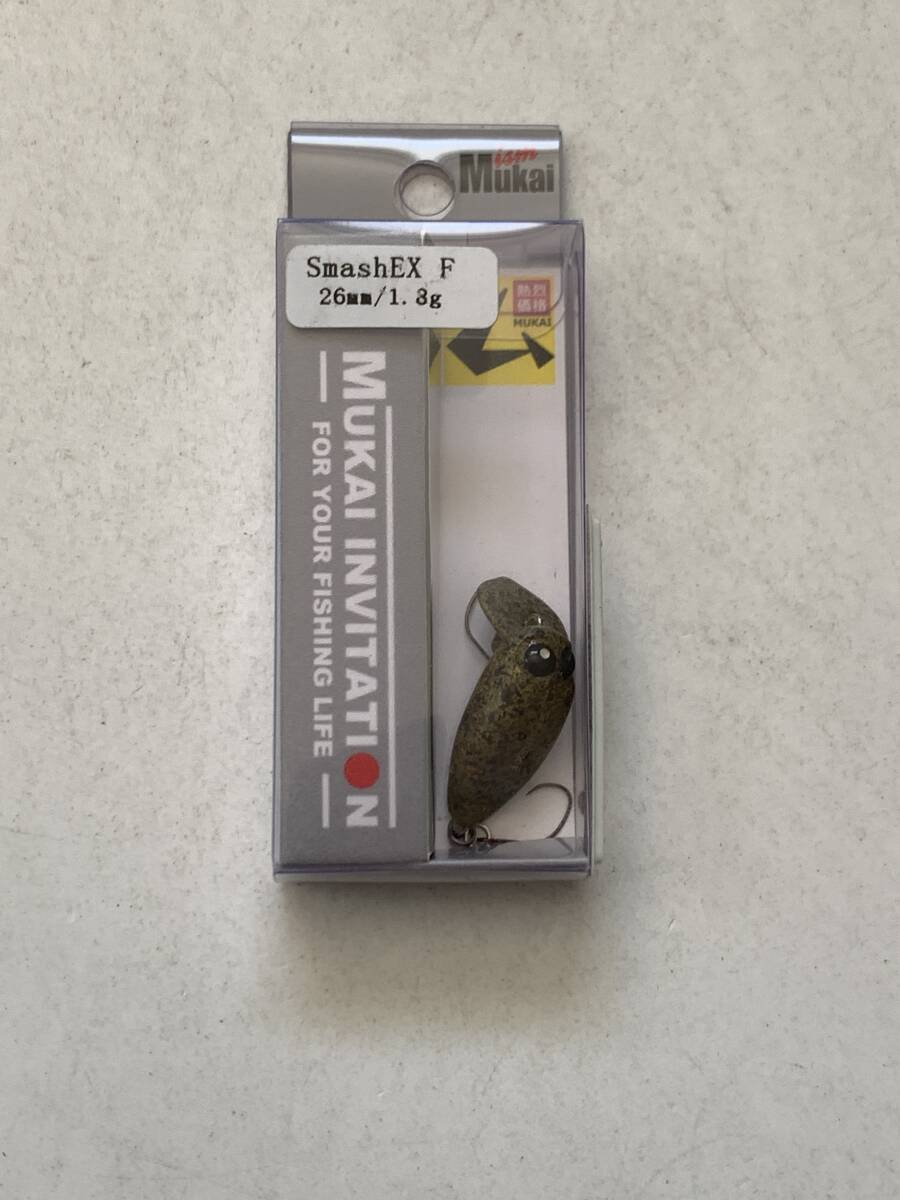 ism
Mukai
SmashEX F
26mm/1.8g
熱烈
価格
MUKAI
MUKAI INVITATION
FOR YOUR FISHING LIFE